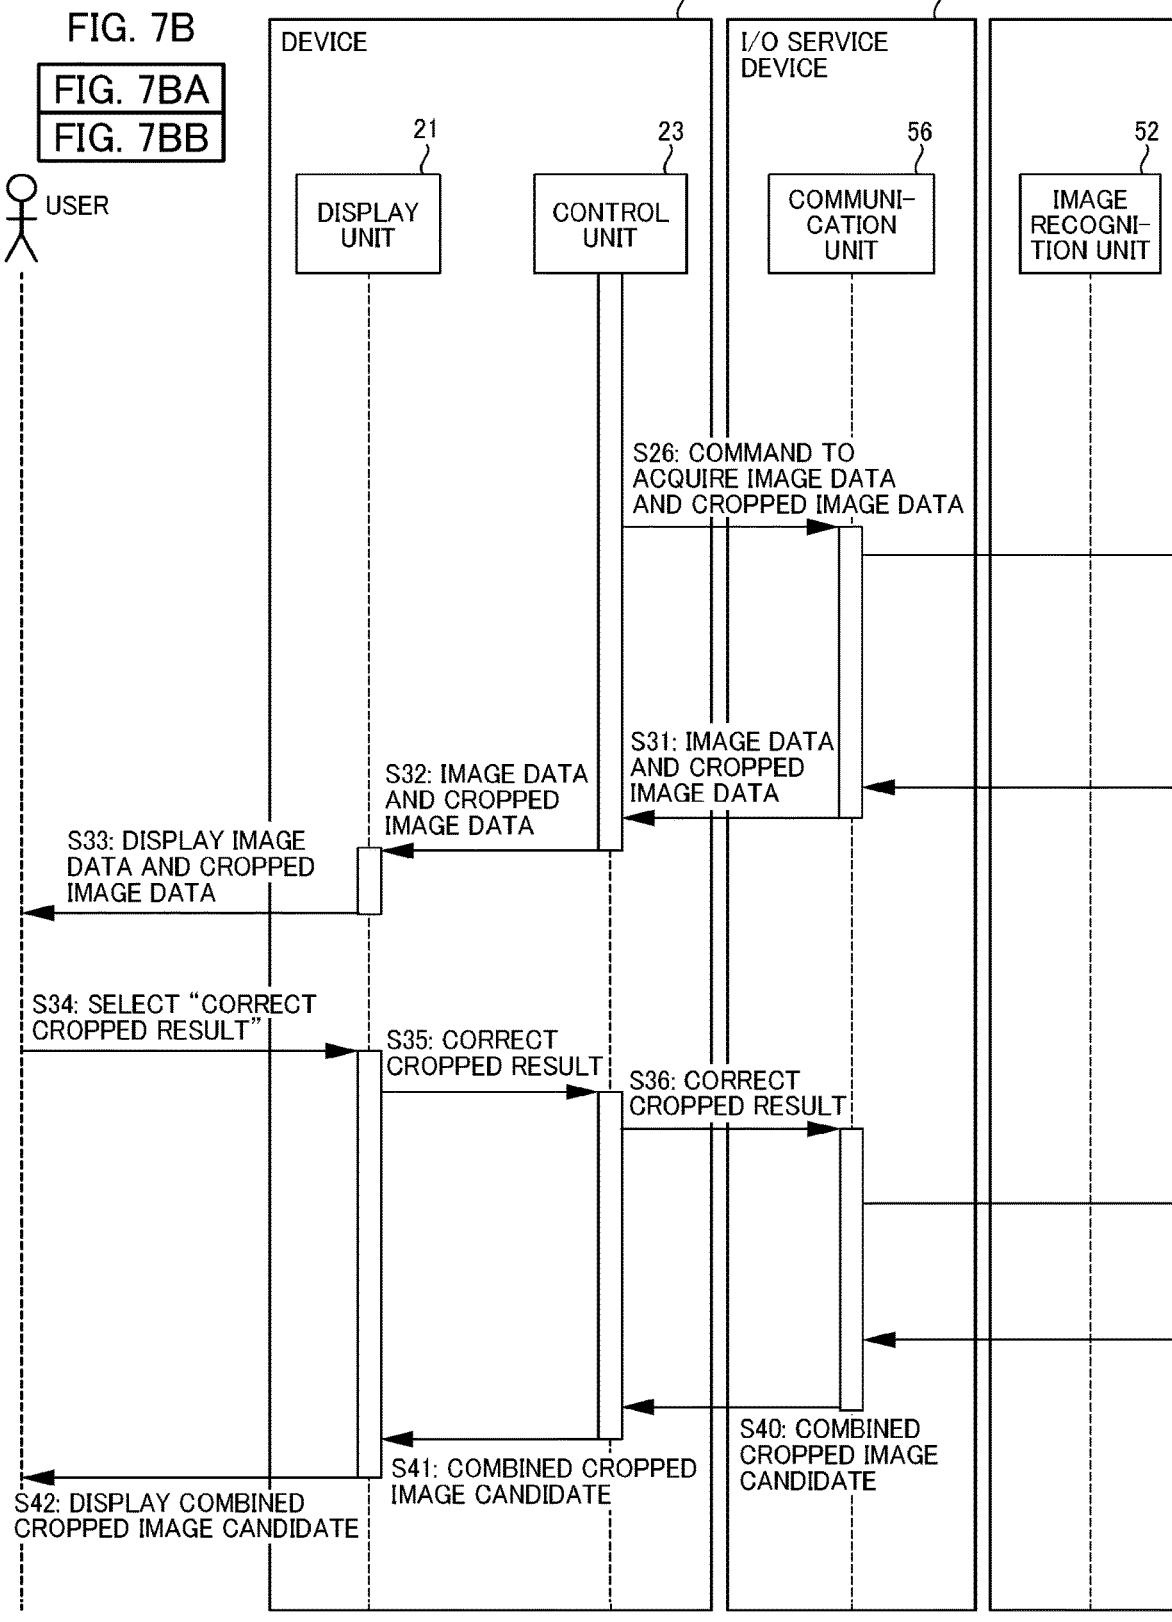 FIG. 7B
FIG. 7BA
FIG. 7BB
USER
DEVICE
I/O SERVICE
DEVICE
21
23
56
52
DISPLAY
UNIT
CONTROL
UNIT
COMMUNI-
CATION
UNIT
IMAGE
RECOGNI-
TION UNIT
S26: COMMAND TO
ACQUIRE IMAGE DATA
AND CROPPED IMAGE DATA
S31: IMAGE DATA
AND CROPPED
IMAGE DATA
S32: IMAGE DATA
AND CROPPED
IMAGE DATA
S33: DISPLAY IMAGE
DATA AND CROPPED
IMAGE DATA
S34: SELECT “CORRECT
CROPPED RESULT”
S35: CORRECT
CROPPED RESULT
S36: CORRECT
CROPPED RESULT
S40: COMBINED
CROPPED IMAGE
CANDIDATE
S41: COMBINED CROPPED
IMAGE CANDIDATE
S42: DISPLAY COMBINED
CROPPED IMAGE CANDIDATE